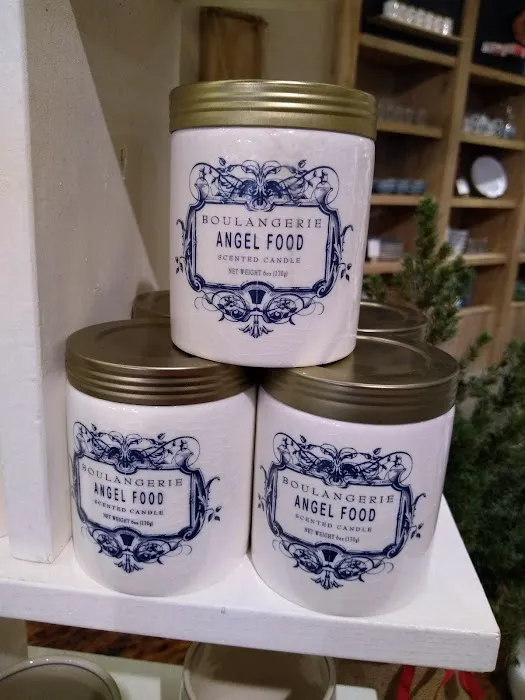 BOULANGERIE
ANGEL FOOD
SCENTED CANDLE
NET WEIGHT 6oz (170g)
BOULANGERIE
ANGEL FOOD
SCENTED CANDLE
NET WEIGHT 6oz (170g)
BOULANGERIE
ANGEL FOOD
SCENTED CANDLE
NET WEIGHT 6oz (170g)